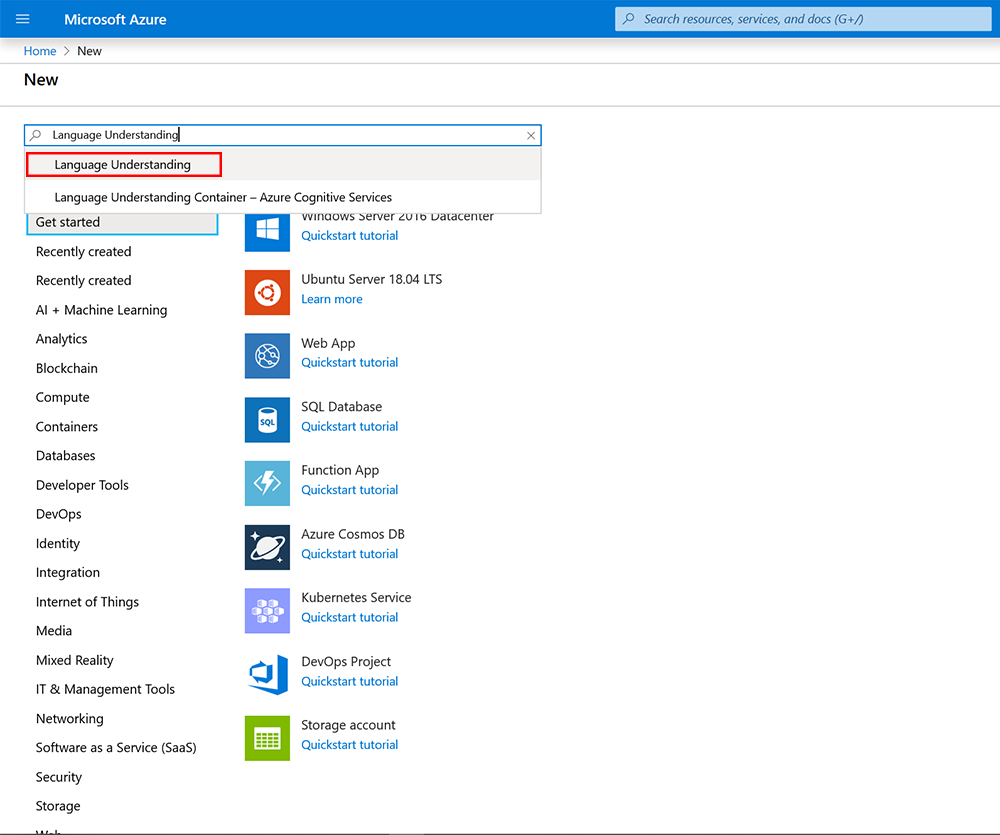 Microsoft Azure
Search resources, services, and docs (G+/)
Home > New
New
Language Understanding
Language Understanding
Language Understanding Container – Azure Cognitive Services
Get started
Recently created
Recently created
AI + Machine Learning
Analytics
Blockchain
Compute
Containers
Databases
Developer Tools
DevOps
Identity
Integration
Internet of Things
Media
Mixed Reality
IT & Management Tools
Networking
Software as a Service (SaaS)
Security
Storage
Web
Windows Server 2016 Datacenter
Quickstart tutorial
Ubuntu Server 18.04 LTS
Learn more
Web App
Quickstart tutorial
SQL
SQL Database
Quickstart tutorial
Function App
Quickstart tutorial
Azure Cosmos DB
Quickstart tutorial
Kubernetes Service
Quickstart tutorial
DevOps Project
Quickstart tutorial
Storage account
Quickstart tutorial